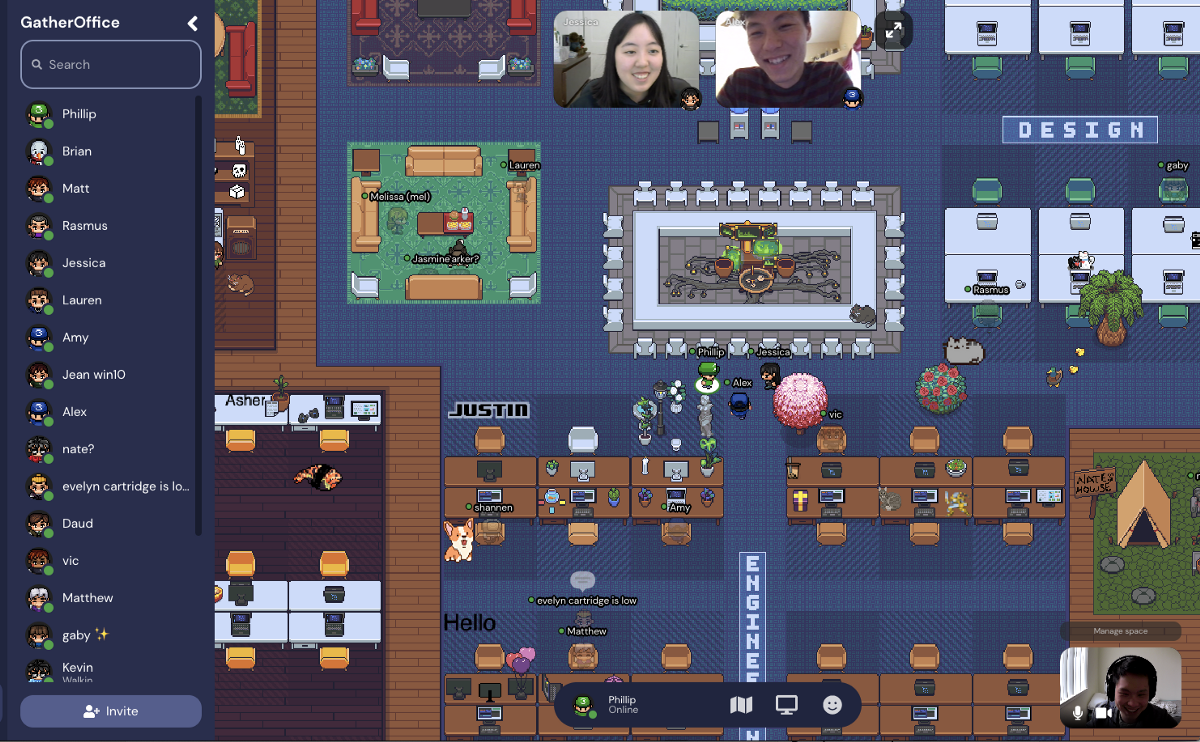 GatherOffice
Search
Phillip
Brian
Matt
Rasmus
Jessica
Lauren
Amy
Jean win10
Alex
nate?
evelyn cartridge is lo...
Daud
vic
Matthew
gaby ✨
Kevin
Walkin
Invite
Jessica
Alex
DESIGN
gaby
Lauren
Melissa (mel)
Jasmine arker?
Rasmus
Phillip
Jessica
Alex
vic
Asher
JUSTIN
NATE'S
HOUSE
shannen
Amy
ENGINEE
N
evelyn cartridge is low
Hello
Matthew
Manage space
Phillip
Online